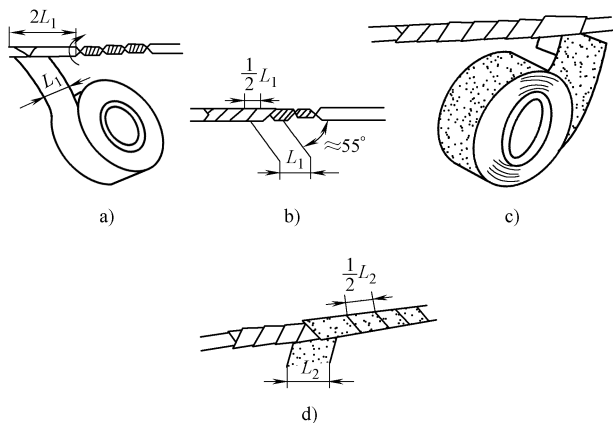 2L₁
L₁
a)
1/2 L₁
L₁
≈55°
b)
c)
1/2 L₂
L₂
d)